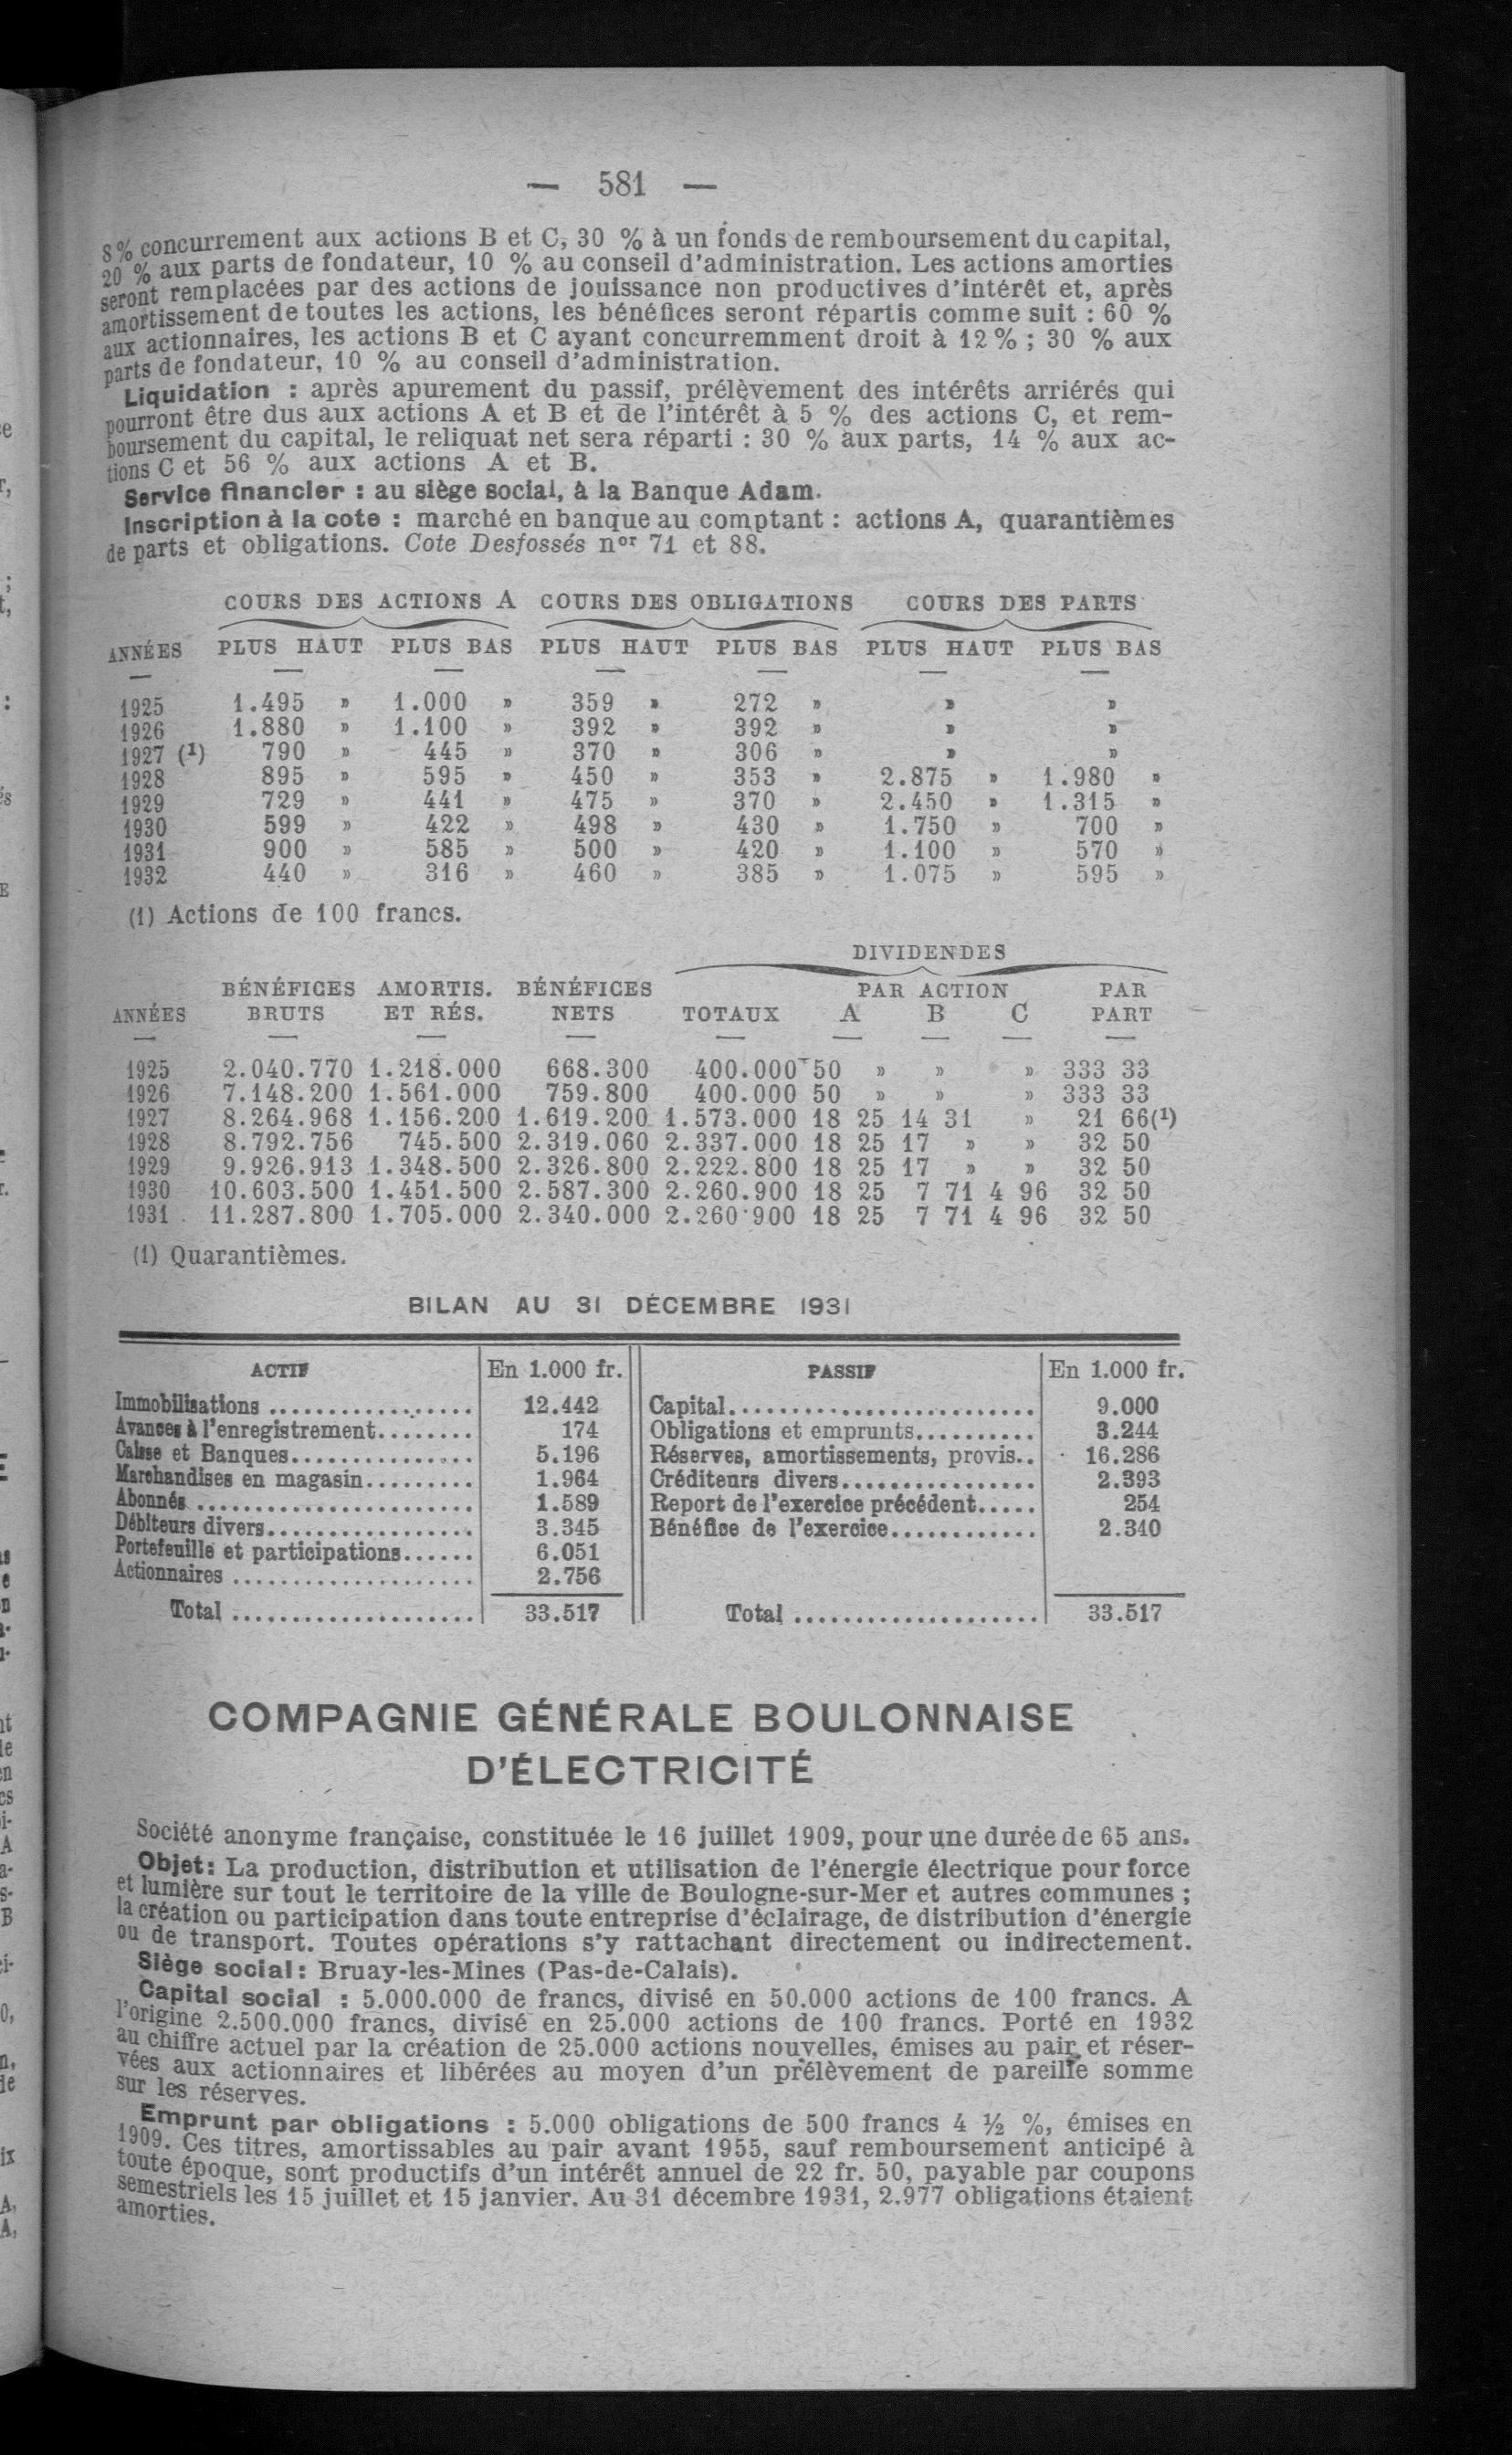 — 581 —
8 % concurrement aux actions B et C, 30 % à un fonds de remboursement du capital,
20 % aux parts de fondateur, 10 % au conseil d'administration. Les actions amorties
seront remplacées par des actions de jouissance non productives d'intérêt et, après
amortissement de toutes les actions, les bénéfices seront répartis comme suit : 60 %
aux actionnaires, les actions B et C ayant concurremment droit à 12 % ; 30 % aux
parts de fondateur, 10 % au conseil d'administration.
Liquidation : après apurement du passif, prélèvement des intérêts arriérés qui
pourront être dus aux actions A et B et de l'intérêt à 5 % des actions C, et rem-
boursement du capital, le reliquat net sera réparti : 30 % aux parts, 14 % aux ac-
tions C et 56 % aux actions A et B.
Service financier : au siège social, à la Banque Adam.
Inscription à la cote : marché en banque au comptant : actions A, quarantièmes
de parts et obligations. Cote Desfossés nor 71 et 88.
COURS DES ACTIONS A COURS DES OBLIGATIONS COURS DES PARTS
ANNÉES PLUS HAUT PLUS BAS PLUS HAUT PLUS BAS PLUS HAUT PLUS BAS
1925 1.495 » 1.000 » 359 » 272 » » »
1926 1.880 » 1.100 » 392 » 392 » » »
1927 (1) 790 » 445 » 370 » 306 » » »
1928 895 » 595 » 450 » 353 » 2.875 » 1.980 »
1929 729 » 441 » 475 » 370 » 2.450 » 1.315 »
1930 599 » 422 » 498 » 430 » 1.750 » 700 »
1931 900 » 585 » 500 » 420 » 1.100 » 570 »
1932 440 » 316 » 460 » 385 » 1.075 » 595 »
(1) Actions de 100 francs.
DIVIDENDES
BÉNÉFICES AMORTIS. BÉNÉFICES PAR ACTION PAR
ANNÉES BRUTS ET RÉS. NETS TOTAUX A B C PART
1925 2.040.770 1.218.000 668.300 400.000 50 » » » 333 33
1926 7.148.200 1.561.000 759.800 400.000 50 » » » 333 33
1927 8.264.968 1.156.200 1.619.200 1.573.000 18 25 14 31 » 21 66(1)
1928 8.792.756 745.500 2.319.060 2.337.000 18 25 17 » » 32 50
1929 9.926.913 1.348.500 2.326.800 2.222.800 18 25 17 » » 32 50
1930 10.603.500 1.451.500 2.587.300 2.260.900 18 25 7 71 4 96 32 50
1931 11.287.800 1.705.000 2.340.000 2.260.900 18 25 7 71 4 96 32 50
(1) Quarantièmes.
BILAN AU 31 DÉCEMBRE 1931
ACTIF En 1.000 fr. PASSIF En 1.000 fr.
Immobilisations ................. 12.442 Capital.......................... 9.000
Avances à l'enregistrement........ 174 Obligations et emprunts.......... 3.244
Caisse et Banques............... 5.196 Réserves, amortissements, provis.. 16.286
Marchandises en magasin......... 1.964 Créditeurs divers................ 2.393
Abonnés ....................... 1.589 Report de l'exercice précédent..... 254
Débiteurs divers................. 3.345 Bénéfice de l'exercice............ 2.340
Portefeuille et participations...... 6.051
Actionnaires .................... 2.756
Total .................... 33.517 Total .................... 33.517
COMPAGNIE GÉNÉRALE BOULONNAISE
D'ÉLECTRICITÉ
Société anonyme française, constituée le 16 juillet 1909, pour une durée de 65 ans.
Objet : La production, distribution et utilisation de l'énergie électrique pour force
et lumière sur tout le territoire de la ville de Boulogne-sur-Mer et autres communes ;
la création ou participation dans toute entreprise d'éclairage, de distribution d'énergie
ou de transport. Toutes opérations s'y rattachant directement ou indirectement.
Siège social : Bruay-les-Mines (Pas-de-Calais).
Capital social : 5.000.000 de francs, divisé en 50.000 actions de 100 francs. A
l'origine 2.500.000 francs, divisé en 25.000 actions de 100 francs. Porté en 1932
au chiffre actuel par la création de 25.000 actions nouvelles, émises au pair et réser-
vées aux actionnaires et libérées au moyen d'un prélèvement de pareille somme
sur les réserves.
Emprunt par obligations : 5.000 obligations de 500 francs 4 ½ %, émises en
1909. Ces titres, amortissables au pair avant 1955, sauf remboursement anticipé à
toute époque, sont productifs d'un intérêt annuel de 22 fr. 50, payable par coupons
semestriels les 15 juillet et 15 janvier. Au 31 décembre 1931, 2.977 obligations étaient
amorties.